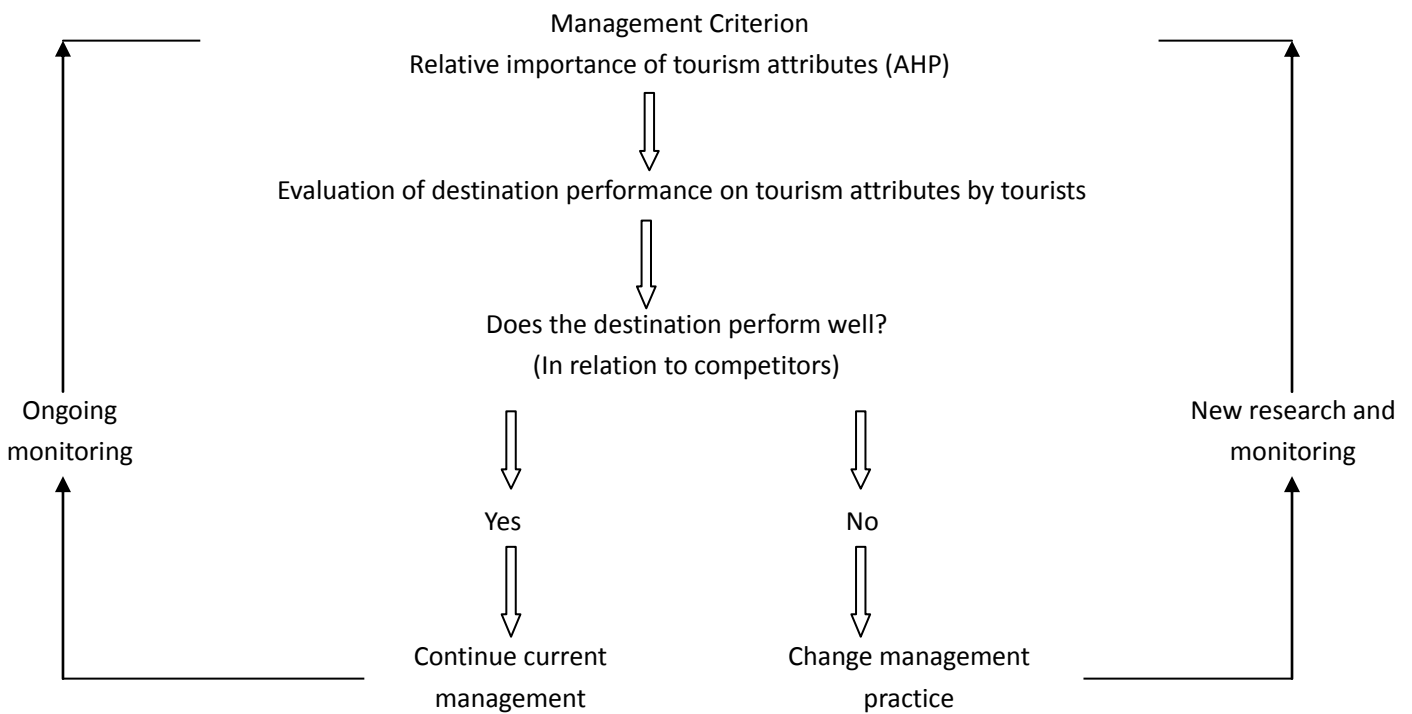 Management Criterion
Relative importance of tourism attributes (AHP)
Evaluation of destination performance on tourism attributes by tourists
Does the destination perform well?
(In relation to competitors)
Ongoing
monitoring
New research and
monitoring
Yes
No
Continue current
management
Change management
practice